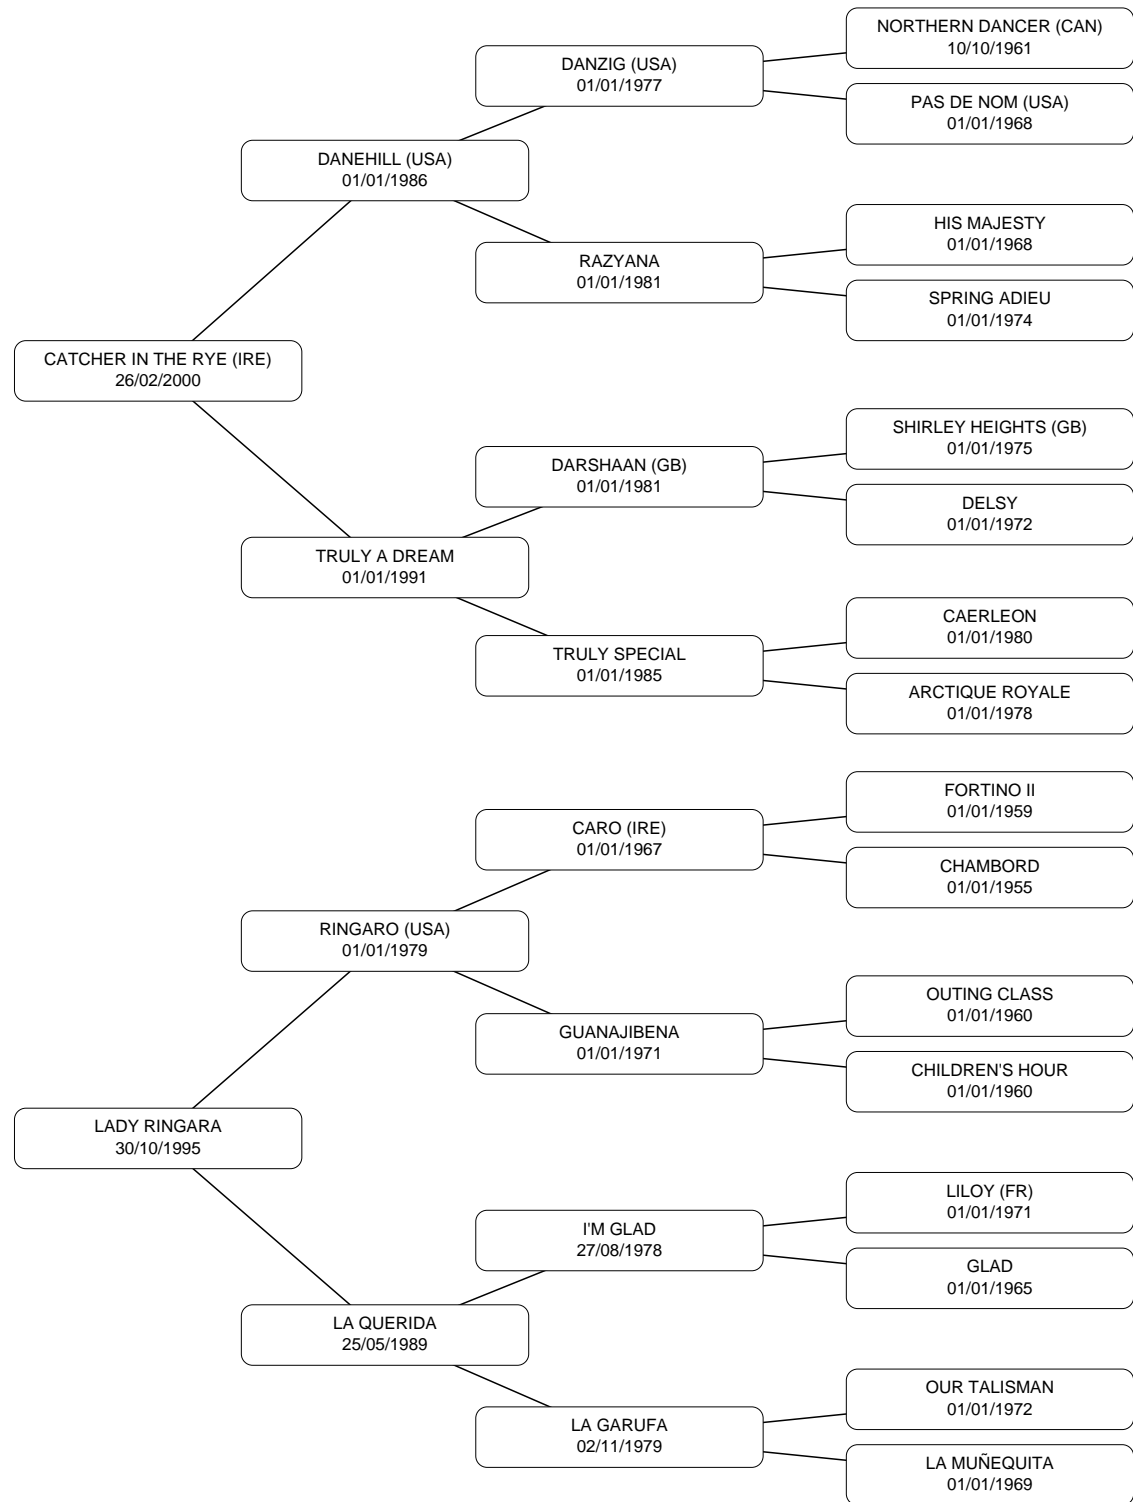 NORTHERN DANCER (CAN)
10/10/1961
DANZIG (USA)
01/01/1977
PAS DE NOM (USA)
01/01/1968
DANEHILL (USA)
01/01/1986
HIS MAJESTY
01/01/1968
RAZYANA
01/01/1981
SPRING ADIEU
01/01/1974
CATCHER IN THE RYE (IRE)
26/02/2000
SHIRLEY HEIGHTS (GB)
01/01/1975
DARSHAAN (GB)
01/01/1981
DELSY
01/01/1972
TRULY A DREAM
01/01/1991
CAERLEON
01/01/1980
TRULY SPECIAL
01/01/1985
ARCTIQUE ROYALE
01/01/1978
FORTINO II
01/01/1959
CARO (IRE)
01/01/1967
CHAMBORD
01/01/1955
RINGARO (USA)
01/01/1979
OUTING CLASS
01/01/1960
GUANAJIBENA
01/01/1971
CHILDREN'S HOUR
01/01/1960
LADY RINGARA
30/10/1995
LILOY (FR)
01/01/1971
I'M GLAD
27/08/1978
GLAD
01/01/1965
LA QUERIDA
25/05/1989
OUR TALISMAN
01/01/1972
LA GARUFA
02/11/1979
LA MUÑEQUITA
01/01/1969